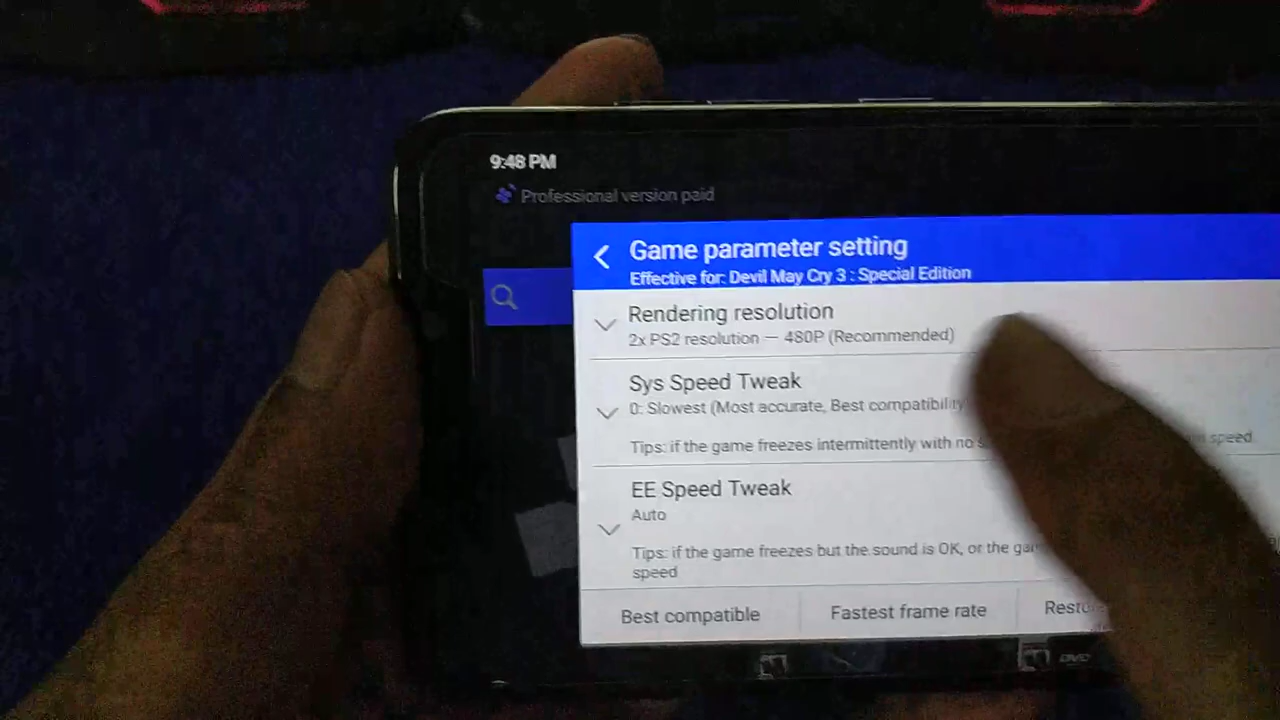 9:48 PM
Professional version paid
Game parameter setting
Effective for: Devil May Cry 3 : Special Edition
Rendering resolution
2x PS2 resolution — 480P (Recommended)
Sys Speed Tweak
0: Slowest (Most accurate, Best compatibility
Tips: if the game freezes intermittently with no speed
EE Speed Tweak
Auto
Tips: if the game freezes but the sound is OK, or the
speed
Best compatible
Fastest frame rate
DVD